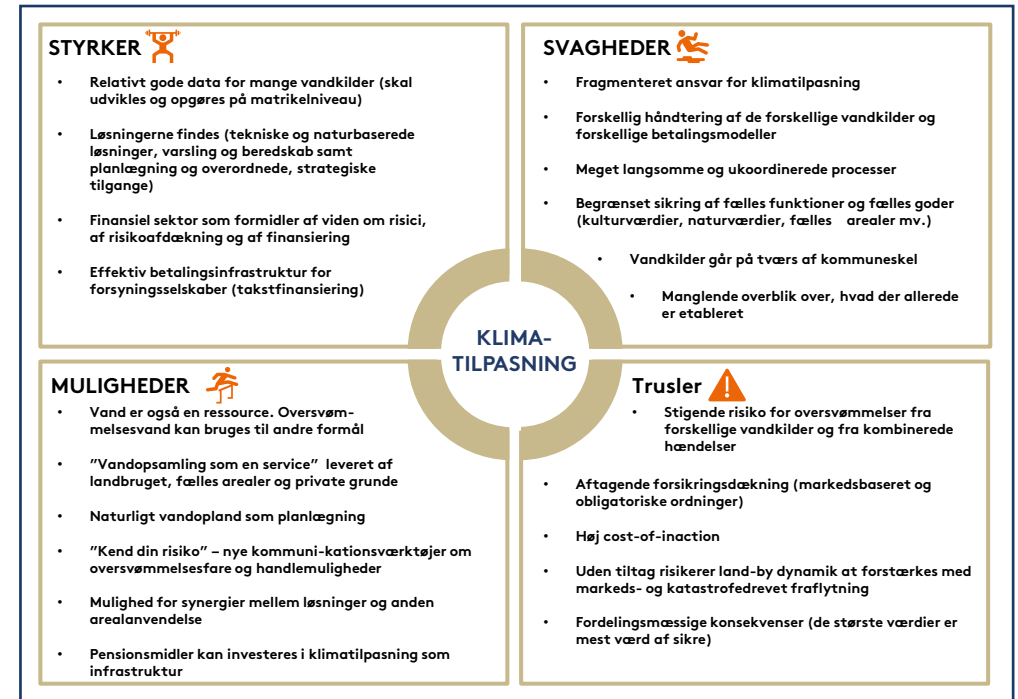 STYRKER
• Relativt gode data for mange vandkilder (skal
udvikles og opgøres på matrikelniveau)
• Løsningerne findes (tekniske og naturbaserede
løsninger, varsling og beredskab samt
planlægning og overordnede, strategiske
tilgange)
• Finansiel sektor som formidler af viden om risici,
af risikoafdækning og af finansiering
• Effektiv betalingsinfrastruktur for
forsyningsselskaber (takstfinansiering)
SVAGHEDER
• Fragmenteret ansvar for klimatilpasning
• Forskellig håndtering af de forskellige vandkilder og
forskellige betalingsmodeller
• Meget langsomme og ukoordinerede processer
• Begrænset sikring af fælles funktioner og fælles goder
(kulturværdier, naturværdier, fælles arealer mv.)
• Vandkilder går på tværs af kommuneskel
• Manglende overblik over, hvad der allerede
er etableret
KLIMA-
TILPASNING
MULIGHEDER
• Vand er også en ressource. Oversvøm-
melsesvand kan bruges til andre formål
• ”Vandopsamling som en service” leveret af
landbruget, fælles arealer og private grunde
• Naturligt vandopland som planlægning
• ”Kend din risiko” – nye kommuni-kationsværktøjer om
oversvømmelsesfare og handlemuligheder
• Mulighed for synergier mellem løsninger og anden
arealanvendelse
• Pensionsmidler kan investeres i klimatilpasning som
infrastruktur
Trusler
• Stigende risiko for oversvømmelser fra
forskellige vandkilder og fra kombinerede
hændelser
• Aftagende forsikringsdækning (markedsbaseret og
obligatoriske ordninger)
• Høj cost-of-inaction
• Uden tiltag risikerer land-by dynamik at forstærkes med
markeds- og katastrofedrevet fraflytning
• Fordelingsmæssige konsekvenser (de største værdier er
mest værd af sikre)